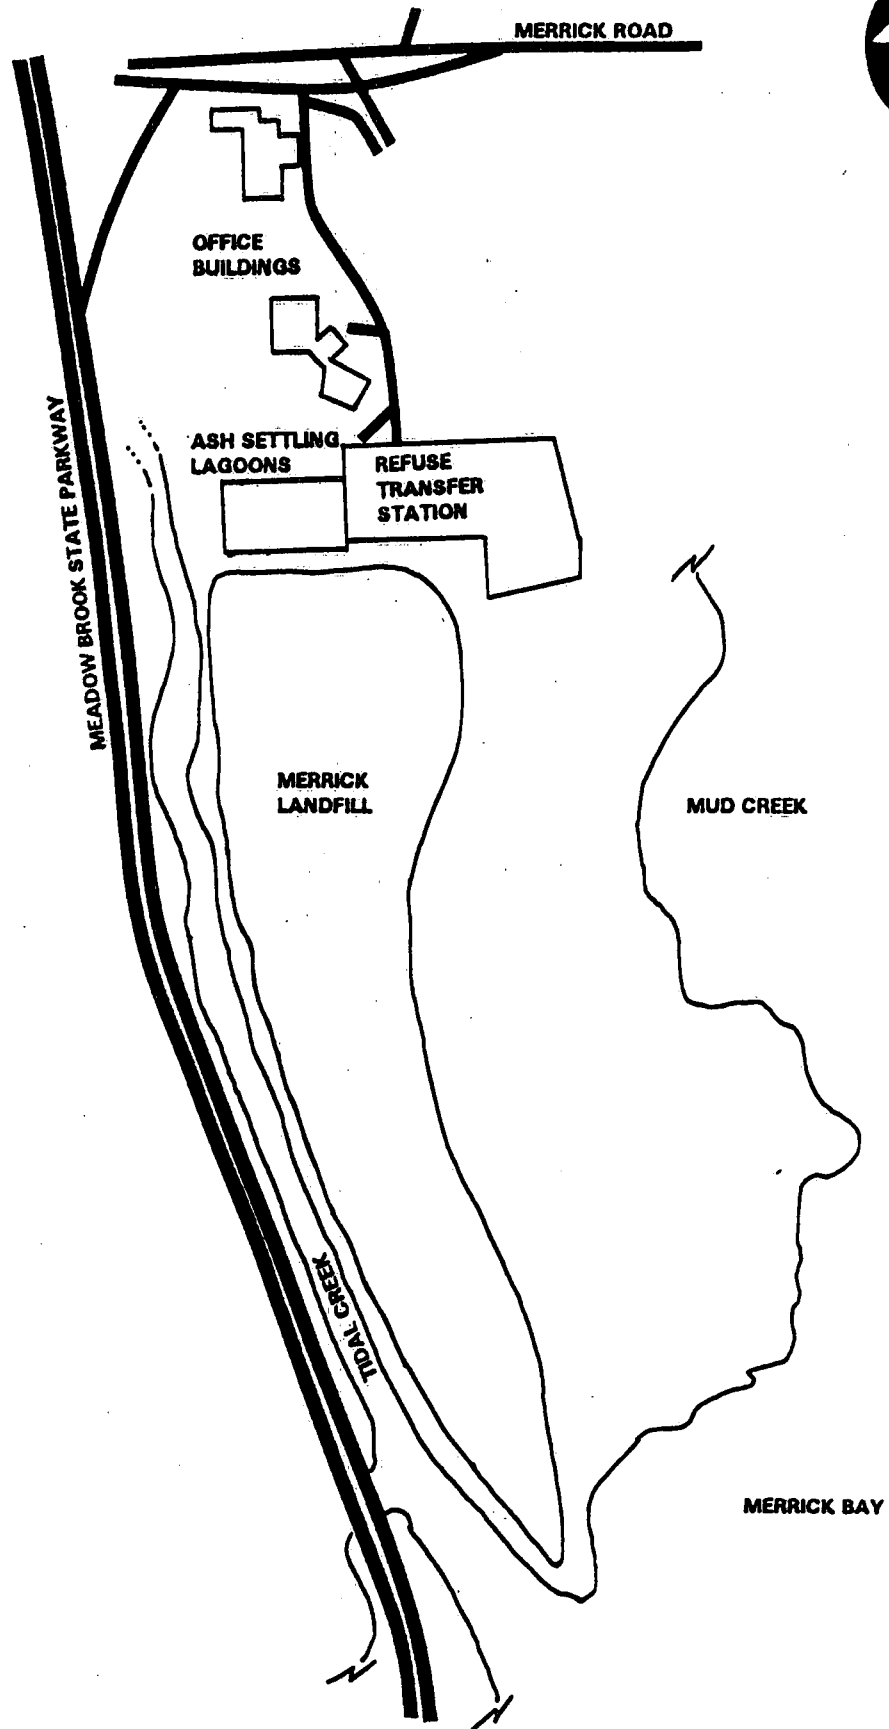 MERRICK ROAD
OFFICE
BUILDINGS
MEADOW BROOK STATE PARKWAY
ASH SETTLING
LAGOONS
REFUSE
TRANSFER
STATION
MERRICK
LANDFILL
MUD CREEK
TIDAL CREEK
MERRICK BAY